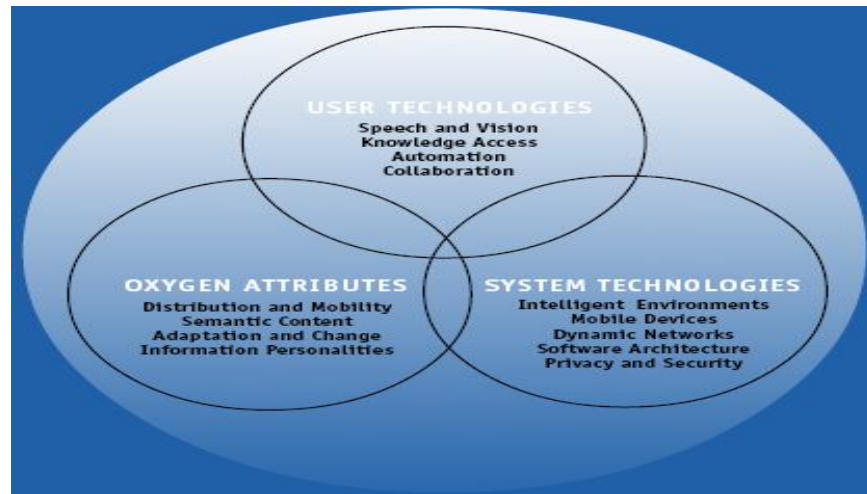 USER TECHNOLOGIES
Speech and Vision
Knowledge Access
Automation
Collaboration
OXYGEN ATTRIBUTES
Distribution and Mobility
Semantic Content
Adaptation and Change
Information Personalities
SYSTEM TECHNOLOGIES
Intelligent Environments
Mobile Devices
Dynamic Networks
Software Architecture
Privacy and Security